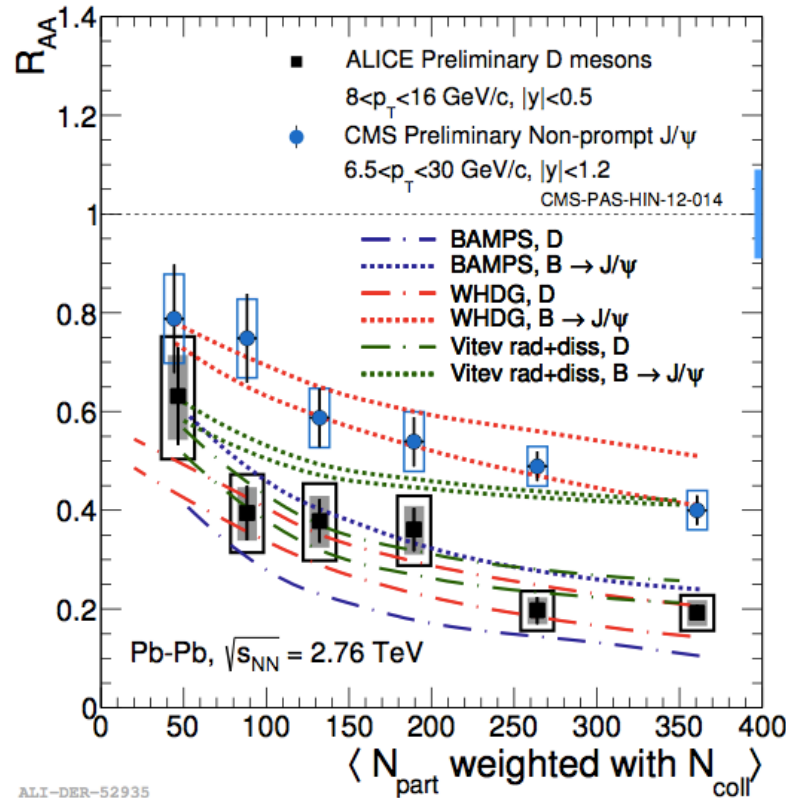 R_AA
1.4
1.2
1
0.8
0.6
0.4
0.2
0
ALICE Preliminary D mesons
8<p_T<16 GeV/c, |y|<0.5
CMS Preliminary Non-prompt J/ψ
6.5<p_T<30 GeV/c, |y|<1.2
CMS-PAS-HIN-12-014
BAMPS, D
BAMPS, B → J/ψ
WHDG, D
WHDG, B → J/ψ
Vitev rad+diss, D
Vitev rad+diss, B → J/ψ
Pb-Pb, √s_NN = 2.76 TeV
0 50 100 150 200 250 300 350 400
⟨ N_part weighted with N_coll⟩
ALI-DER-52935